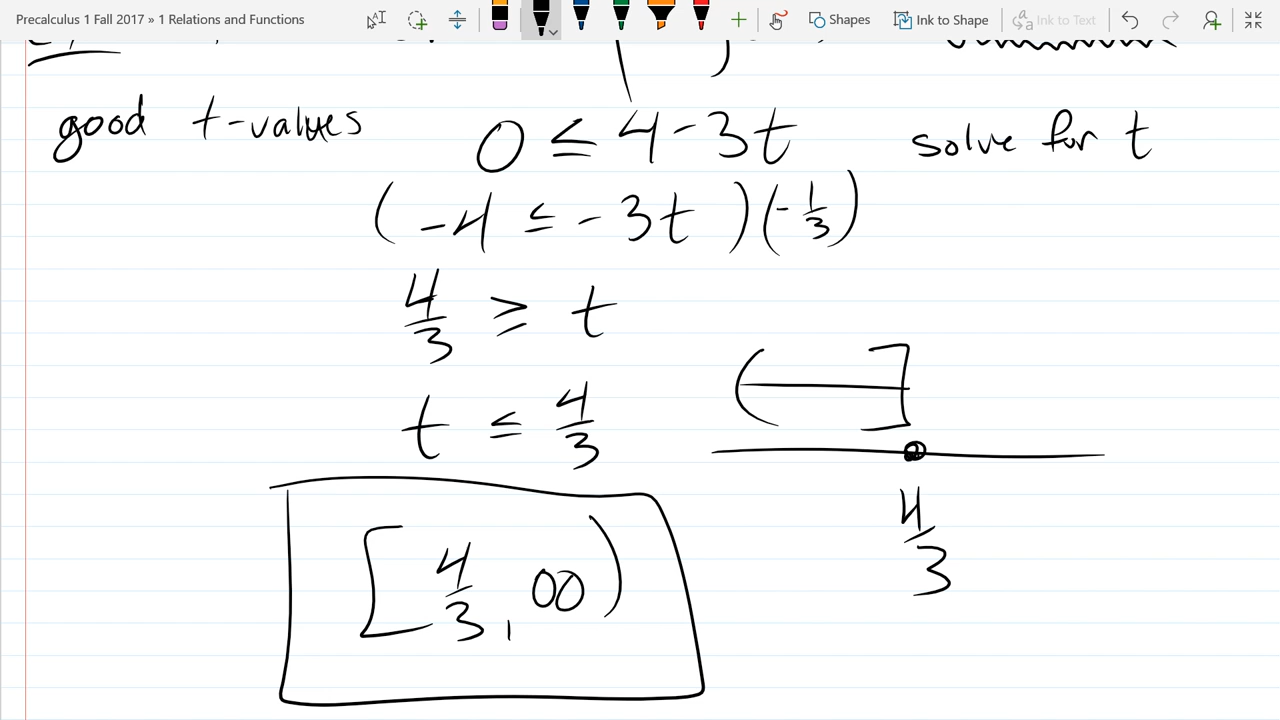 Precalculus 1 Fall 2017 » 1 Relations and Functions
Shapes
Ink to Shape
Ink to Text
good t-values 0 ≤ 4 - 3t solve for t
( -4 ≤ - 3t ) (- 1/3)
4/3 ≥ t
t ≤ 4/3
4/3
[ 4/3, ∞ )